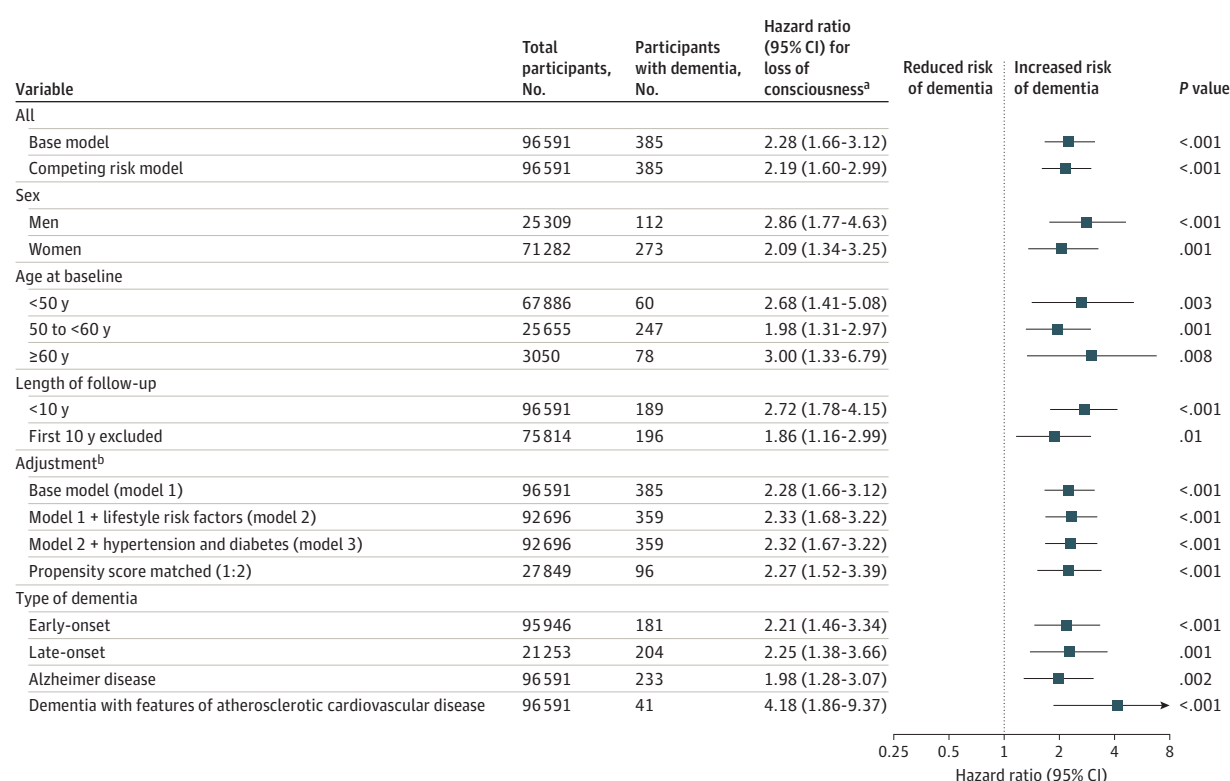 Variable Total participants, No. Participants with dementia, No. Hazard ratio (95% CI) for loss of consciousnessᵃ Reduced risk of dementia Increased risk of dementia P value
All
Base model 96591 385 2.28 (1.66-3.12) <.001
Competing risk model 96591 385 2.19 (1.60-2.99) <.001
Sex
Men 25309 112 2.86 (1.77-4.63) <.001
Women 71282 273 2.09 (1.34-3.25) .001
Age at baseline
<50 y 67886 60 2.68 (1.41-5.08) .003
50 to <60 y 25655 247 1.98 (1.31-2.97) .001
≥60 y 3050 78 3.00 (1.33-6.79) .008
Length of follow-up
<10 y 96591 189 2.72 (1.78-4.15) <.001
First 10 y excluded 75814 196 1.86 (1.16-2.99) .01
Adjustmentᵇ
Base model (model 1) 96591 385 2.28 (1.66-3.12) <.001
Model 1 + lifestyle risk factors (model 2) 92696 359 2.33 (1.68-3.22) <.001
Model 2 + hypertension and diabetes (model 3) 92696 359 2.32 (1.67-3.22) <.001
Propensity score matched (1:2) 27849 96 2.27 (1.52-3.39) <.001
Type of dementia
Early-onset 95946 181 2.21 (1.46-3.34) <.001
Late-onset 21253 204 2.25 (1.38-3.66) .001
Alzheimer disease 96591 233 1.98 (1.28-3.07) .002
Dementia with features of atherosclerotic cardiovascular disease 96591 41 4.18 (1.86-9.37) <.001
0.25 0.5 1 2 4 8
Hazard ratio (95% CI)